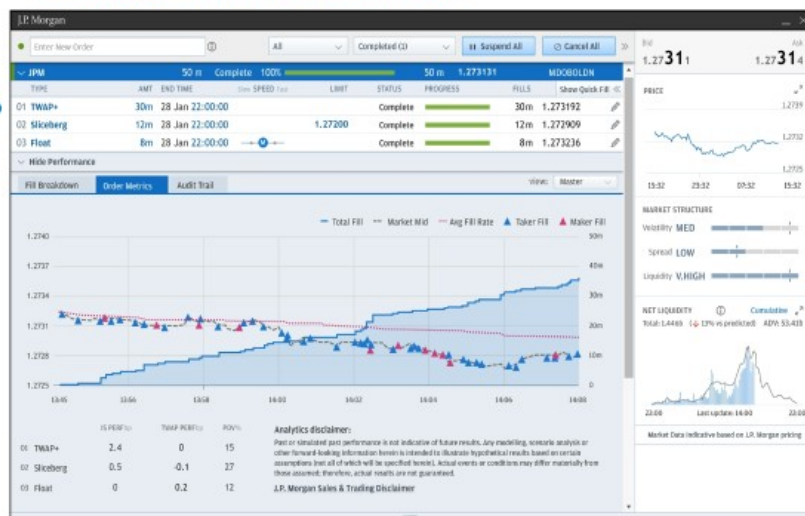 J.P. Morgan
Enter New Order
All
Completed (1)
Suspend All
Cancel All
JPM 50 m Complete 100% 50 m 1.273131 MDOBOLDN
TYPE AMT END TIME Slow SPEED Fast LIMIT STATUS PROGRESS FILLS Show Quick Fill
01 TWAP+ 30m 28 Jan 22:00:00 Complete 30m 1.273192
02 Sliceberg 12m 28 Jan 22:00:00 1.27200 Complete 12m 1.272909
03 Float 8m 28 Jan 22:00:00 M Complete 8m 1.273236
Hide Performance
Fill Breakdown Order Metrics Audit Trail View: Master
Total Fill Market Mid Avg Fill Rate Taker Fill Maker Fill
1.2740 50m
1.2737 40m
1.2734 30m
1.2731 20m
1.2728 10m
1.2725 0
13:45 13:56 13:58 14:00 14:02 14:04 14:06 14:08
IS PERF TWAP PERF POV%
01 TWAP+ 2.4 0 15
02 Sliceberg 0.5 -0.1 27
03 Float 0 0.2 12
Analytics disclaimer:
Past or simulated past performance is not indicative of future results. Any modelling, scenario analysis or
other forward-looking information herein is intended to illustrate hypothetical results based on certain
assumptions (not all of which will be specified herein). Actual events or conditions may differ materially from
those assumed; therefore, actual results are not guaranteed.
J.P. Morgan Sales & Trading Disclaimer
Bid Ask
1.27311 1.27314
PRICE
1.2739
1.2732
1.2725
15:32 23:32 07:32 15:32
MARKET STRUCTURE
Volatility MED
Spread LOW
Liquidity V.HIGH
NET LIQUIDITY Cumulative
23:00 23:00
Market Data indicative based on J.P. Morgan pricing